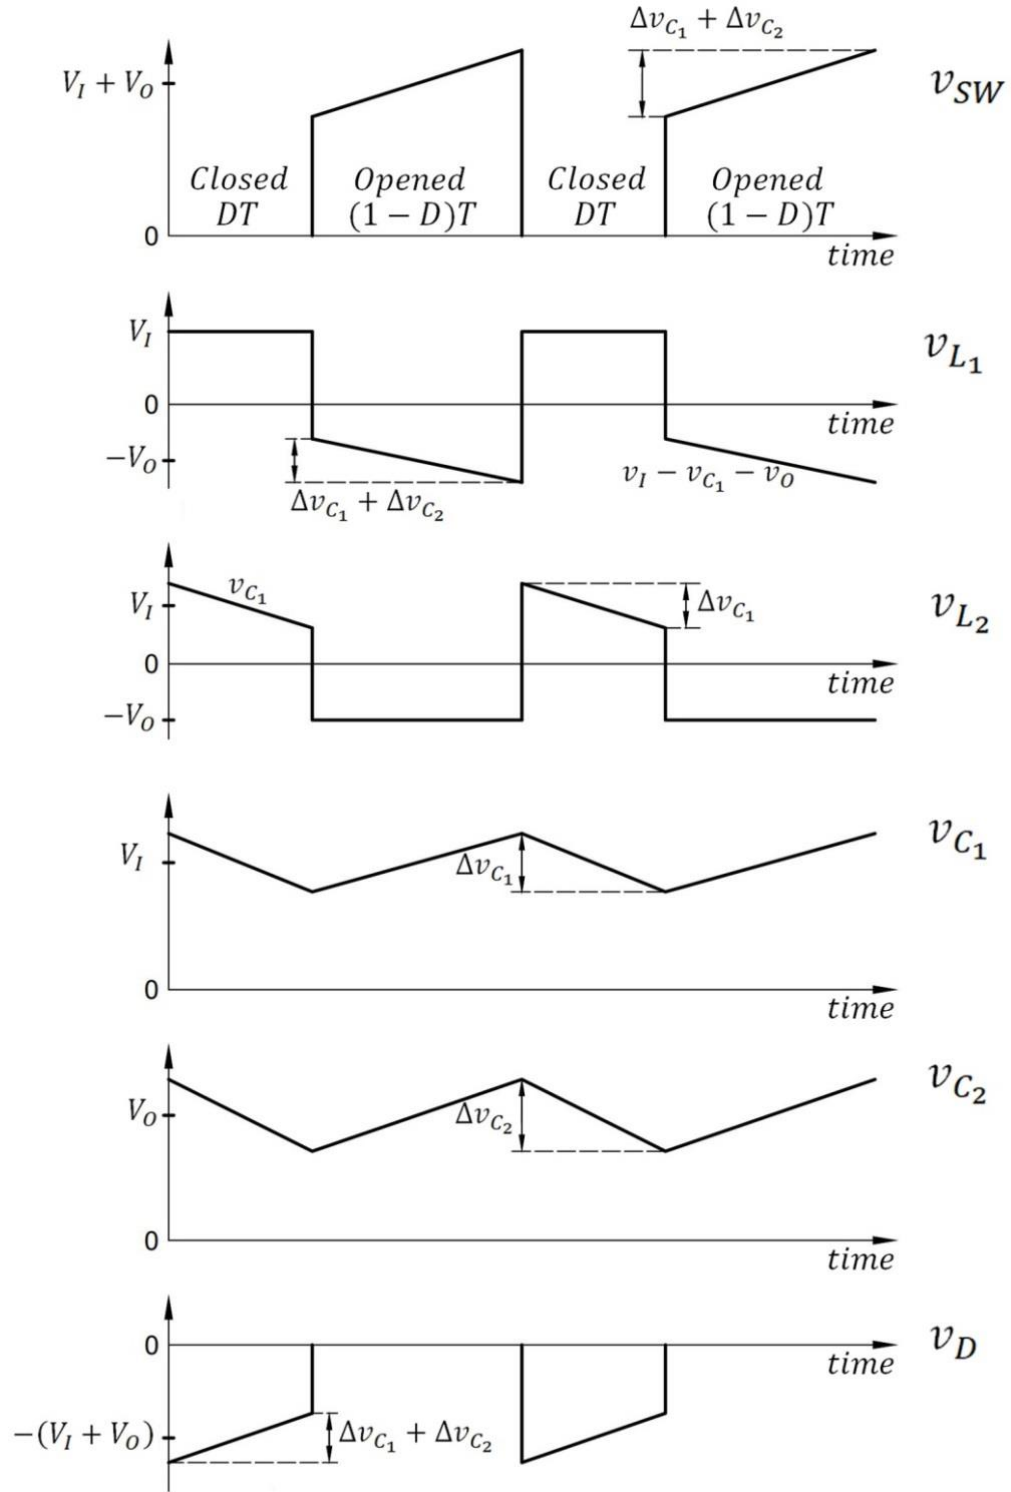 Δv_{C_1} + Δv_{C_2}
V_I + V_O
v_{SW}
Closed Opened Closed Opened
DT (1 − D)T DT (1 − D)T
0
time
V_I
v_{L_1}
0
time
−V_O
v_I − v_{C_1} − v_O
Δv_{C_1} + Δv_{C_2}
v_{C_1}
V_I
Δv_{C_1}
v_{L_2}
0
time
−V_O
v_{C_1}
V_I
Δv_{C_1}
0
time
v_{C_2}
V_O
Δv_{C_2}
0
time
0
v_D
time
−(V_I + V_O)
Δv_{C_1} + Δv_{C_2}